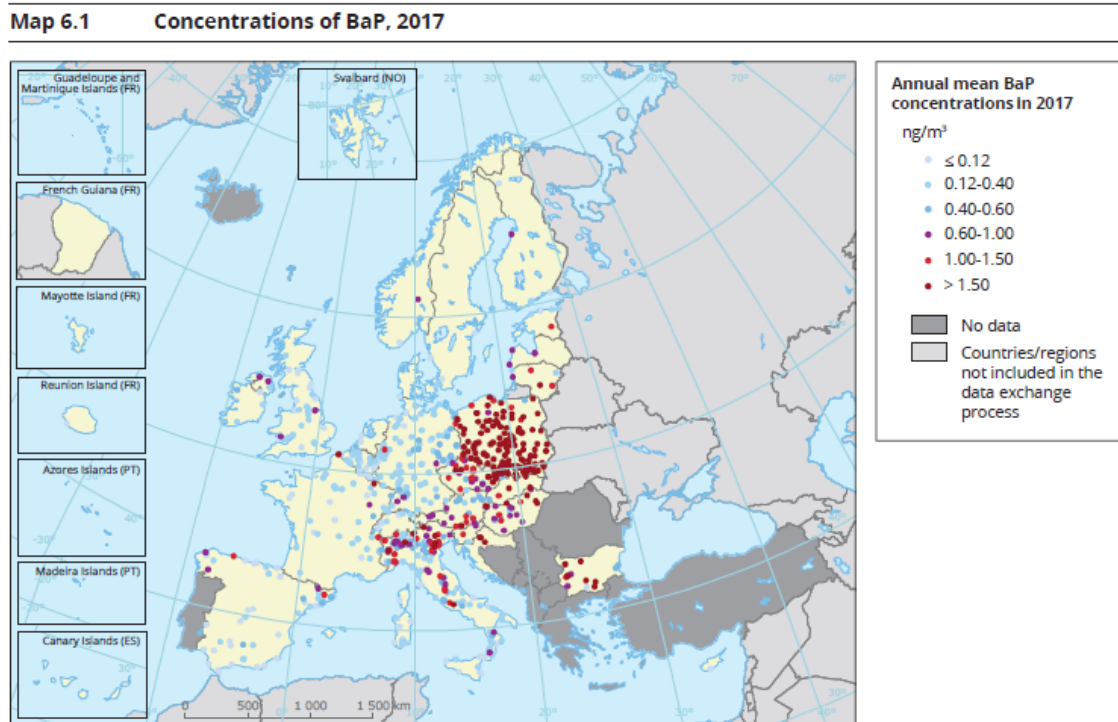 Map 6.1 Concentrations of BaP, 2017
Guadeloupe and
Martinique Islands (FR)
French Guiana (FR)
Mayotte Island (FR)
Reunion Island (FR)
Azores Islands (PT)
Madeira Islands (PT)
Canary Islands (ES)
Svalbard (NO)
0 500 1 000 1 500 km
Annual mean BaP
concentrations in 2017
ng/m³
≤ 0.12
0.12-0.40
0.40-0.60
0.60-1.00
1.00-1.50
> 1.50
No data
Countries/regions
not included in the
data exchange
process